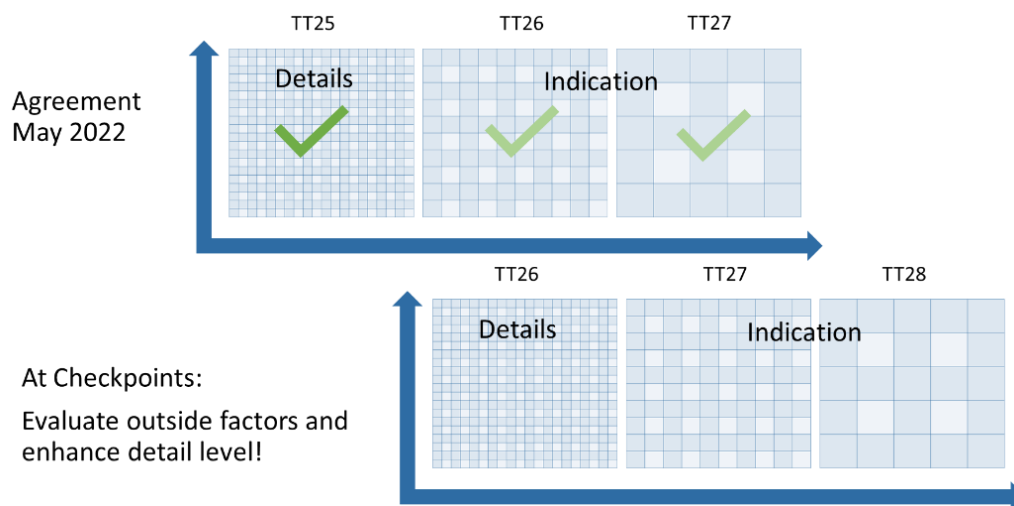 TT25 TT26 TT27
Details Indication
Agreement
May 2022
TT26 TT27 TT28
Details Indication
At Checkpoints:
Evaluate outside factors and
enhance detail level!